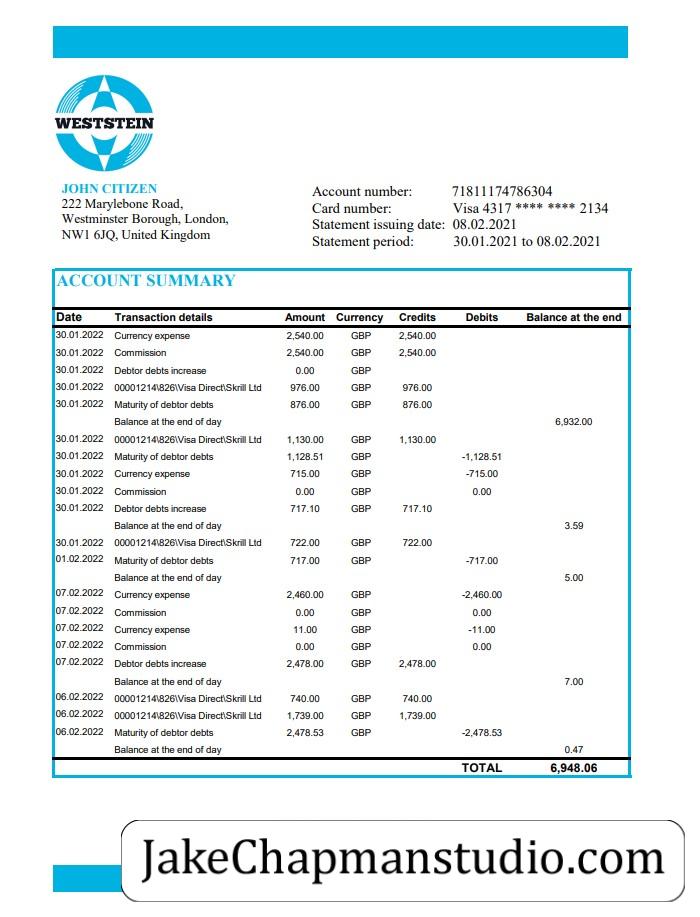 WESTSTEIN
JOHN CITIZEN
222 Marylebone Road,
Westminster Borough, London,
NW1 6JQ, United Kingdom
Account number: 71811174786304
Card number: Visa 4317 **** **** 2134
Statement issuing date: 08.02.2021
Statement period: 30.01.2021 to 08.02.2021
ACCOUNT SUMMARY
Date Transaction details Amount Currency Credits Debits Balance at the end
30.01.2022 Currency expense 2,540.00 GBP 2,540.00
30.01.2022 Commission 2,540.00 GBP 2,540.00
30.01.2022 Debtor debts increase 0.00 GBP
30.01.2022 00001214\826\Visa Direct\Skrill Ltd 976.00 GBP 976.00
30.01.2022 Maturity of debtor debts 876.00 GBP 876.00
Balance at the end of day 6,932.00
30.01.2022 00001214\826\Visa Direct\Skrill Ltd 1,130.00 GBP 1,130.00
30.01.2022 Maturity of debtor debts 1,128.51 GBP -1,128.51
30.01.2022 Currency expense 715.00 GBP -715.00
30.01.2022 Commission 0.00 GBP 0.00
30.01.2022 Debtor debts increase 717.10 GBP 717.10
Balance at the end of day 3.59
30.01.2022 00001214\826\Visa Direct\Skrill Ltd 722.00 GBP 722.00
01.02.2022 Maturity of debtor debts 717.00 GBP -717.00
Balance at the end of day 5.00
07.02.2022 Currency expense 2,460.00 GBP -2,460.00
07.02.2022 Commission 0.00 GBP 0.00
07.02.2022 Currency expense 11.00 GBP -11.00
07.02.2022 Commission 0.00 GBP 0.00
07.02.2022 Debtor debts increase 2,478.00 GBP 2,478.00
Balance at the end of day 7.00
06.02.2022 00001214\826\Visa Direct\Skrill Ltd 740.00 GBP 740.00
06.02.2022 00001214\826\Visa Direct\Skrill Ltd 1,739.00 GBP 1,739.00
06.02.2022 Maturity of debtor debts 2,478.53 GBP -2,478.53
Balance at the end of day 0.47
TOTAL 6,948.06
JakeChapmanstudio.com